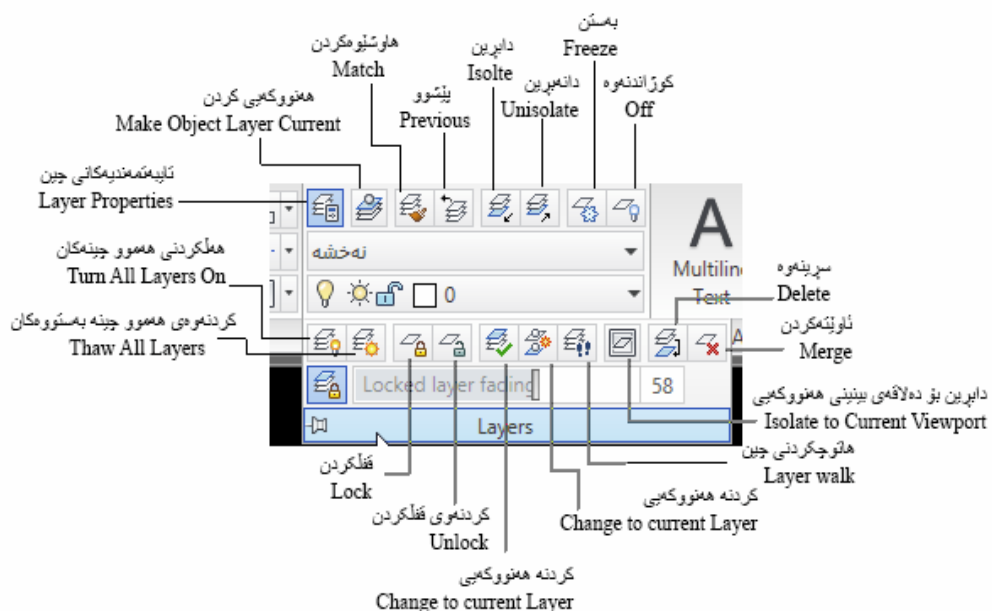 بەستن
Freeze
دابڕین
Isolte
هاوشێوەکردن
Match
دانەبڕین
Unisolate
کوژاندنەوە
Off
پێشوو
Previous
هەنووکەیی کردن
Make Object Layer Current
تایبەتمەندیەکانی چین
Layer Properties
نەخشە
A
Multiline
Text
هەڵکردنی هەموو چینەکان
Turn All Layers On
0
سڕینەوە
Delete
کردنەوەی هەموو چینە بەستووەکان
Thaw All Layers
ئاوێتەکردن
Merge
Locked layer fading
58
دابڕین بۆ دەلاقەی بینینی هەنووکەیی
Isolate to Current Viewport
Layers
هاتوچکردنی چین
Layer walk
قفڵکردن
Lock
کردنە هەنووکەیی
Change to current Layer
کردنەوی قفڵکردن
Unlock
کردنە هەنووکەیی
Change to current Layer